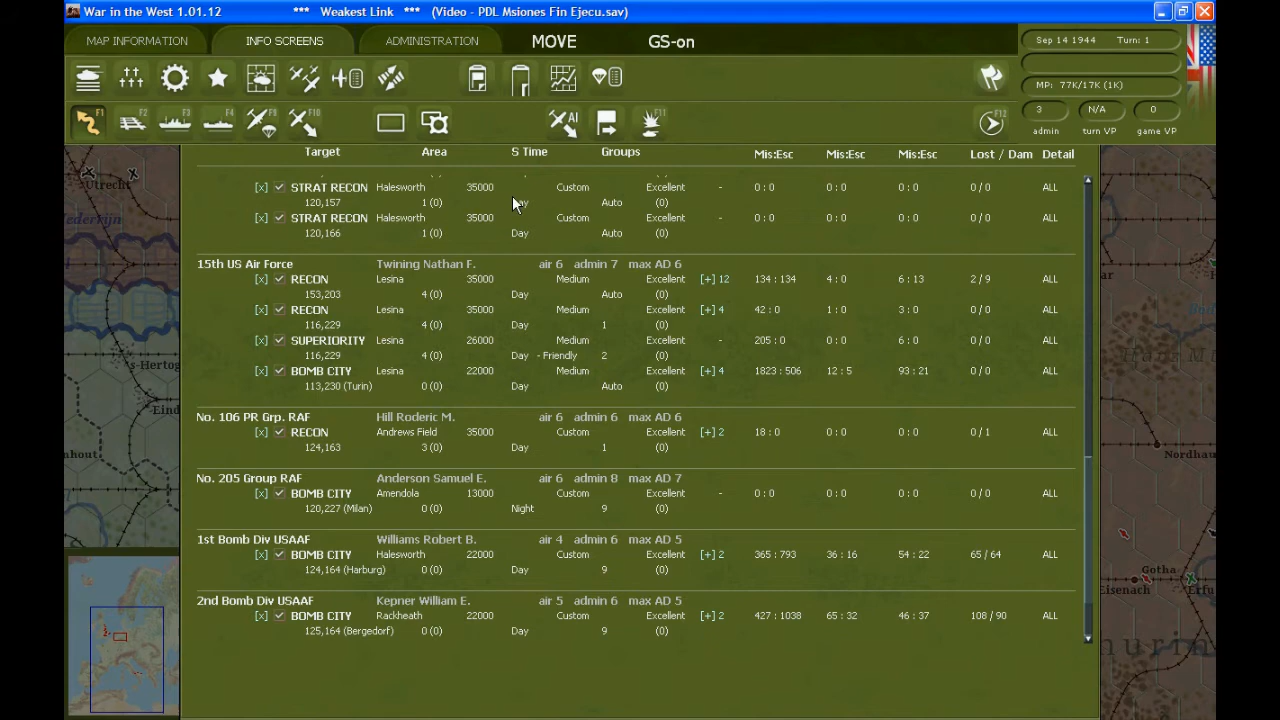 War in the West 1.01.12 *** Weakest Link *** (Video - PDL Msiones Fin Ejecu.sav)
MAP INFORMATION INFO SCREENS ADMINISTRATION MOVE GS-on
Sep 14 1944 Turn: 1
MP: 77K/17K (1K)
3 N/A 0
admin turn VP game VP
F1 F2 F3 F4 F9 F10 AI F11 F12
Target Area S Time Groups Mis:Esc Mis:Esc Mis:Esc Lost / Dam Detail
[x] STRAT RECON Halesworth 35000 Custom Excellent - 0 : 0 0 : 0 0 : 0 0 / 0 ALL
120,157 1 (0) Auto (0)
[x] STRAT RECON Halesworth 35000 Custom Excellent - 0 : 0 0 : 0 0 : 0 0 / 0 ALL
120,166 1 (0) Day Auto (0)
15th US Air Force Twining Nathan F. air 6 admin 7 max AD 6
[x] RECON Lesina 35000 Medium Excellent [+] 12 134 : 134 4 : 0 6 : 13 2 / 9 ALL
153,203 4 (0) Day Auto (0)
[x] RECON Lesina 35000 Medium Excellent [+] 4 42 : 0 1 : 0 3 : 0 0 / 0 ALL
116,229 4 (0) Day 1 (0)
[x] SUPERIORITY Lesina 26000 Medium Excellent - 205 : 0 0 : 0 6 : 0 0 / 0 ALL
116,229 4 (0) Day - Friendly 2 (0)
[x] BOMB CITY Lesina 22000 Medium Excellent [+] 4 1823 : 506 12 : 5 93 : 21 0 / 0 ALL
113,230 (Turin) 0 (0) Day Auto (0)
No. 106 PR Grp. RAF Hill Roderic M. air 6 admin 6 max AD 6
[x] RECON Andrews Field 35000 Custom Excellent [+] 2 18 : 0 0 : 0 0 : 0 0 / 1 ALL
124,163 3 (0) Day 1 (0)
No. 205 Group RAF Anderson Samuel E. air 6 admin 8 max AD 7
[x] BOMB CITY Amendola 13000 Custom Excellent - 0 : 0 0 : 0 0 : 0 0 / 0 ALL
120,227 (Milan) 0 (0) Night 9 (0)
1st Bomb Div USAAF Williams Robert B. air 4 admin 6 max AD 5
[x] BOMB CITY Halesworth 22000 Custom Excellent [+] 2 365 : 793 36 : 16 54 : 22 65 / 64 ALL
124,164 (Harburg) 0 (0) Day 9 (0)
2nd Bomb Div USAAF Kepner William E. air 5 admin 6 max AD 5
[x] BOMB CITY Rackheath 22000 Custom Excellent [+] 2 427 : 1038 65 : 32 46 : 37 108 / 90 ALL
125,164 (Bergedorf) 0 (0) Day 9 (0)
Utrecht
s-Hertog
Nordhau
Gotha